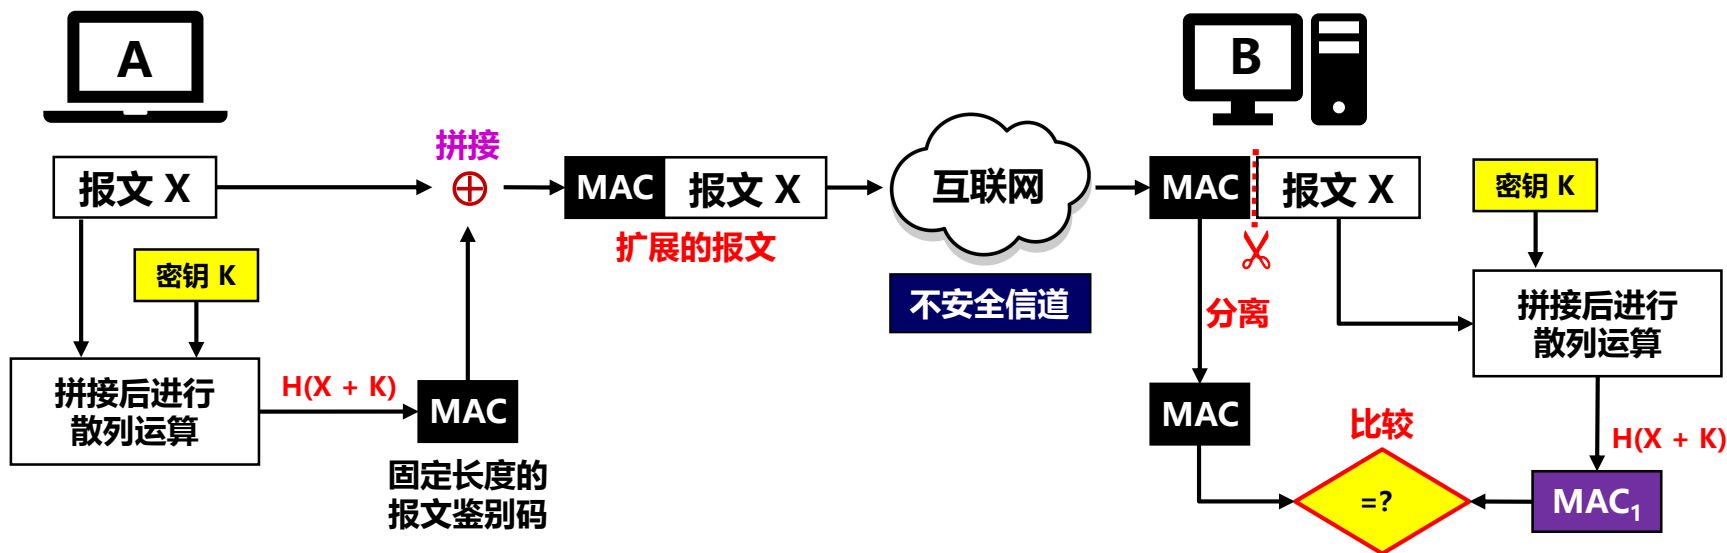 A
B
拼接
报文 X
MAC
报文 X
互联网
MAC
报文 X
密钥 K
扩展的报文
密钥 K
不安全信道
分离
拼接后进行
散列运算
拼接后进行
散列运算
H(X + K)
MAC
MAC
比较
H(X + K)
固定长度的
报文鉴别码
=?
MAC₁